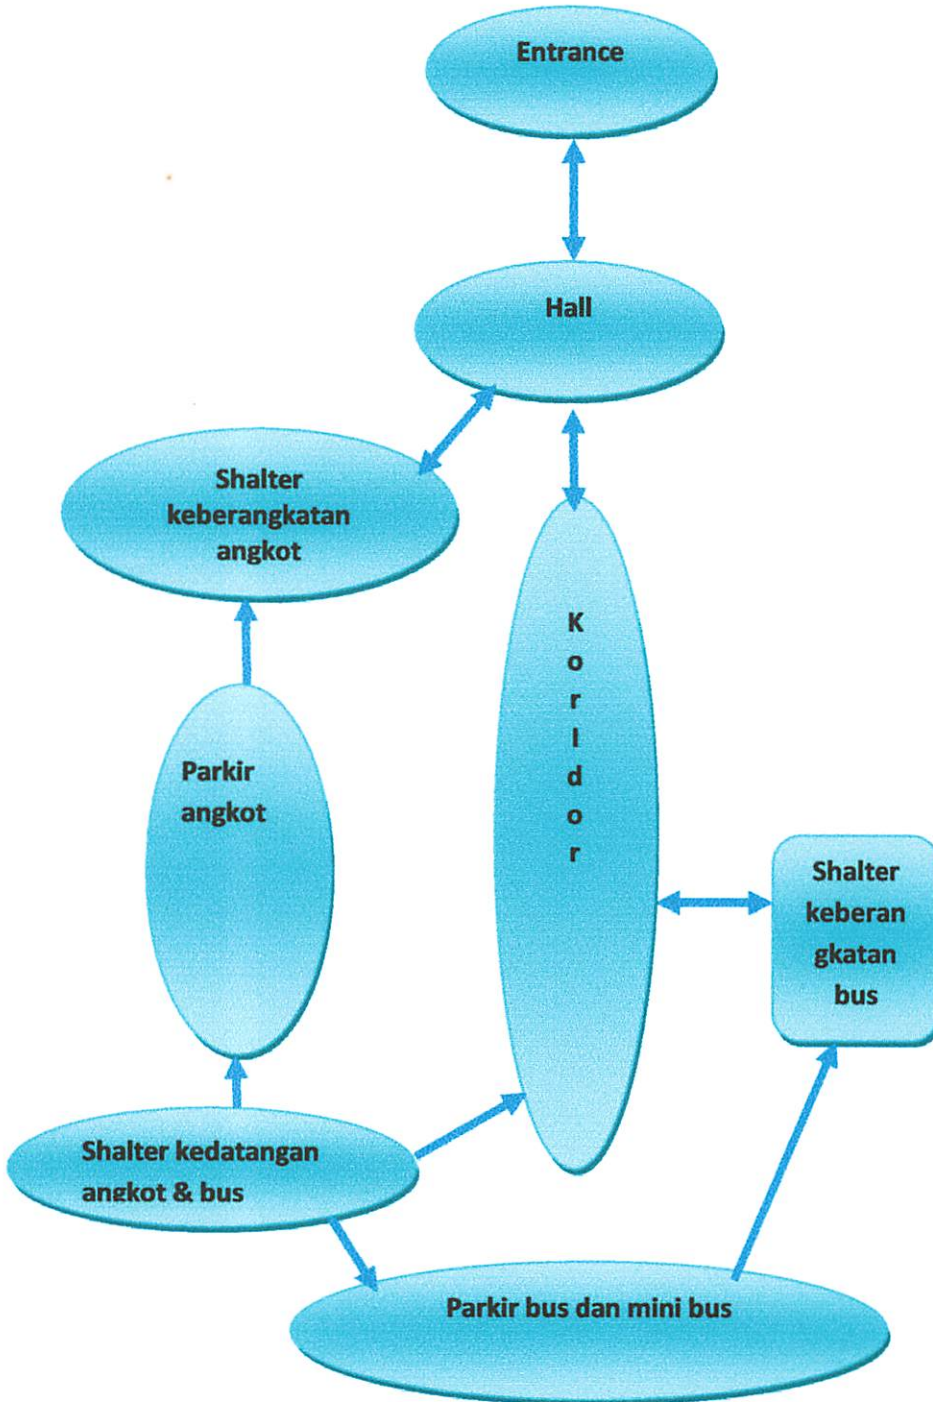 Entrance
Hall
Shalter
keberangkatan
angkot
K
o
r
I
d
o
r
Parkir
angkot
Shalter
keberan
gkatan
bus
Shalter kedatangan
angkot & bus
Parkir bus dan mini bus